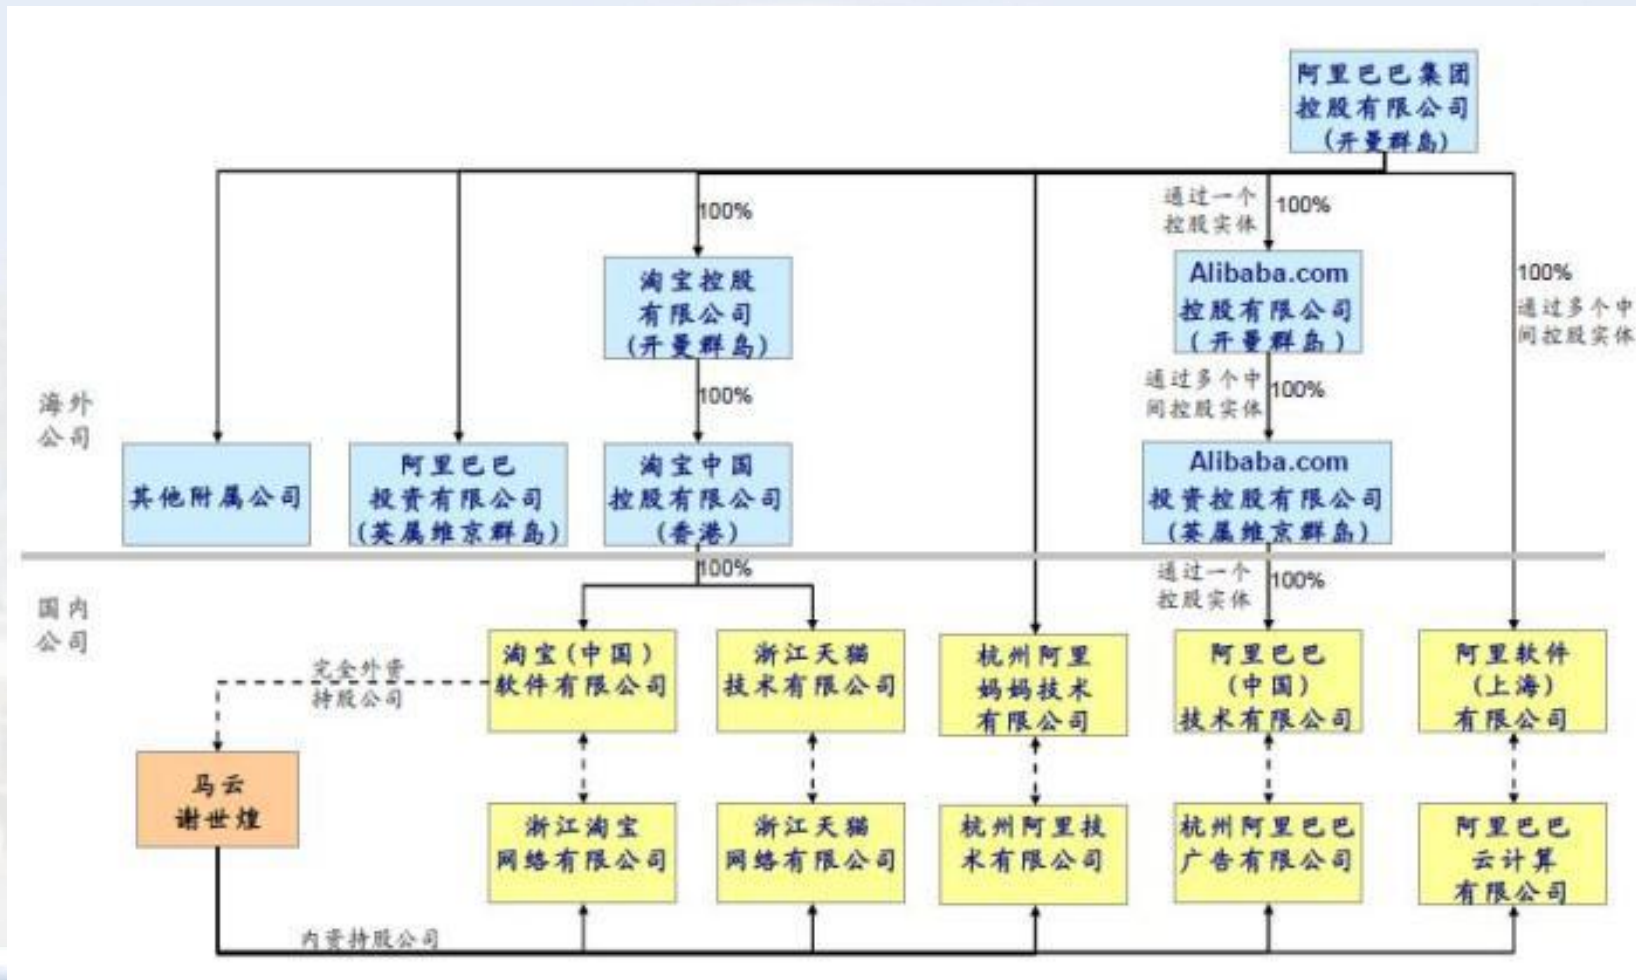 阿里巴巴集团
控股有限公司
(开曼群岛)
100%
通过一个
控股实体
100%
淘宝控股
有限公司
(开曼群岛)
Alibaba.com
控股有限公司
(开曼群岛)
100%
通过多个中
间控股实体
100%
通过多个中
间控股实体
100%
海外
公司
其他附属公司
阿里巴巴
投资有限公司
(英属维京群岛)
淘宝中国
控股有限公司
(香港)
Alibaba.com
投资控股有限公司
(英属维京群岛)
100%
通过一个
控股实体
100%
国内
公司
完全外资
持股公司
淘宝(中国)
软件有限公司
浙江天猫
技术有限公司
杭州阿里
妈妈技术
有限公司
阿里巴巴
(中国)
技术有限公司
阿里软件
(上海)
有限公司
马云
谢世煌
浙江淘宝
网络有限公司
浙江天猫
网络有限公司
杭州阿里技
术有限公司
杭州阿里巴巴
广告有限公司
阿里巴巴
云计算
有限公司
内资持股公司